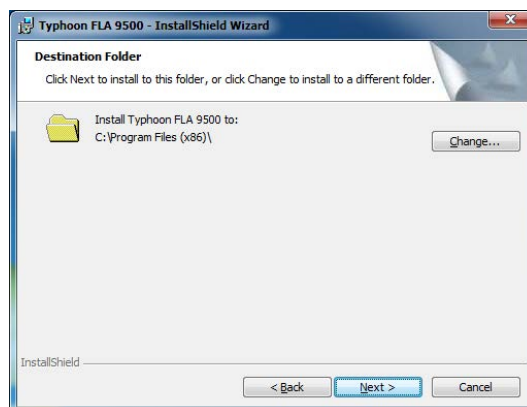 Typhoon FLA 9500 - InstallShield Wizard
Destination Folder
Click Next to install to this folder, or click Change to install to a different folder.
Install Typhoon FLA 9500 to:
C:\Program Files (x86)\
Change...
InstallShield
< Back
Next >
Cancel